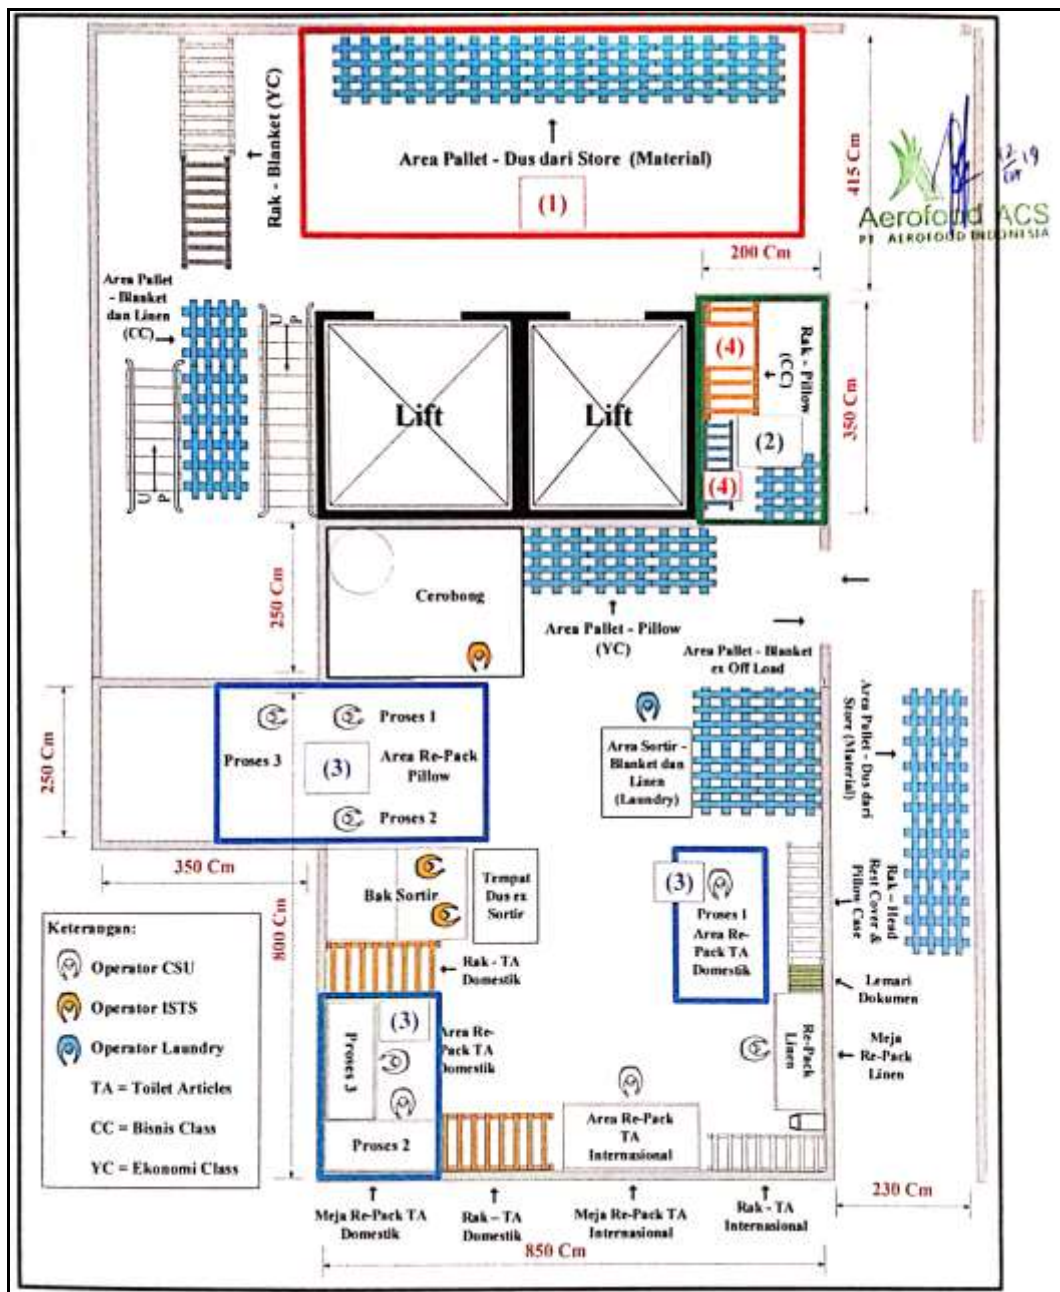 Rak - Blanket (YC)
Area Pallet - Dus dari Store (Material)
(1)
415 Cm
Aerofood ACS
PT AEROFOOD INDONESIA
200 Cm
Area Pallet
- Blanket
dan Linen
(CC)
U
P
U
P
Lift
Lift
(4)
Rak - Pillow
(CC)
(2)
(4)
350 Cm
250 Cm
Cerobong
Area Pallet - Pillow
(YC)
Area Pallet - Blanket
ex Off Load
250 Cm
Proses 1
Proses 3
(3)
Area Re-Pack
Pillow
Proses 2
Area Sortir -
Blanket dan
Linen
(Laundry)
Area Pallet - Dus dari
Store (Material)
350 Cm
800 Cm
Bak Sortir
Tempat
Dus ex
Sortir
(3)
Proses 1
Area Re-
Pack TA
Domestik
Rak – Head
Rest Cover &
Pillow Case
Keterangan:
Operator CSU
Operator ISTS
Operator Laundry
TA = Toilet Articles
CC = Bisnis Class
YC = Ekonomi Class
Rak - TA
Domestik
Lemari
Dokumen
(3)
Proses 3
Area Re-
Pack TA
Domestik
Re-Pack
Linen
Meja
Re-Pack
Linen
Proses 2
Area Re-Pack
TA
Internasional
230 Cm
Meja Re-Pack TA
Domestik
Rak – TA
Domestik
Meja Re-Pack TA
Internasional
Rak - TA
Internasional
850 Cm